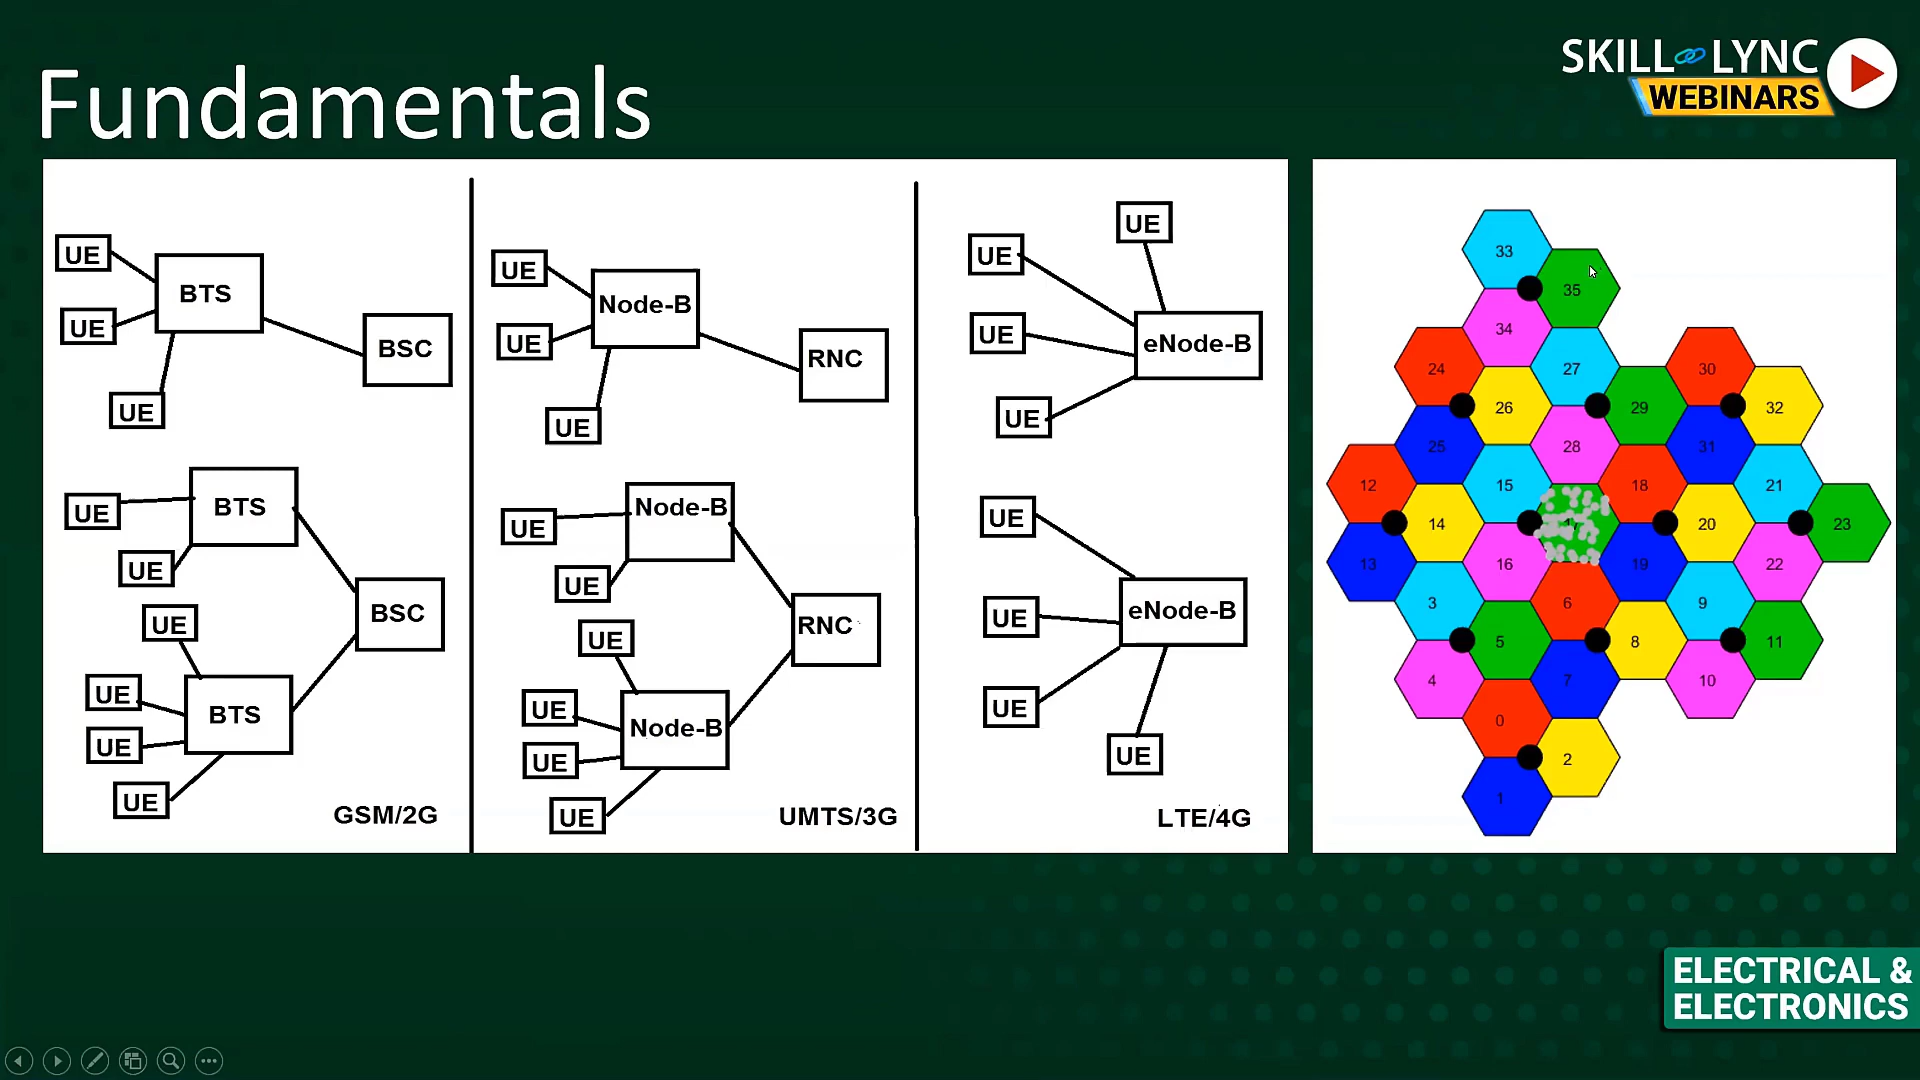 Fundamentals
SKILL LYNC
WEBINARS
UE
BTS
UE
BSC
UE
UE
BTS
UE
UE
BSC
UE
BTS
UE
UE
GSM/2G
UE
Node-B
UE
RNC
UE
UE
Node-B
UE
UE
RNC
UE
Node-B
UE
UE
UMTS/3G
UE
UE
UE
eNode-B
UE
UE
eNode-B
UE
UE
UE
LTE/4G
33
35
34
24
27
30
26
29
32
25
28
31
12
15
18
21
14
20
23
13
16
19
22
3
6
9
5
8
11
4
7
10
0
2
1
ELECTRICAL &
ELECTRONICS